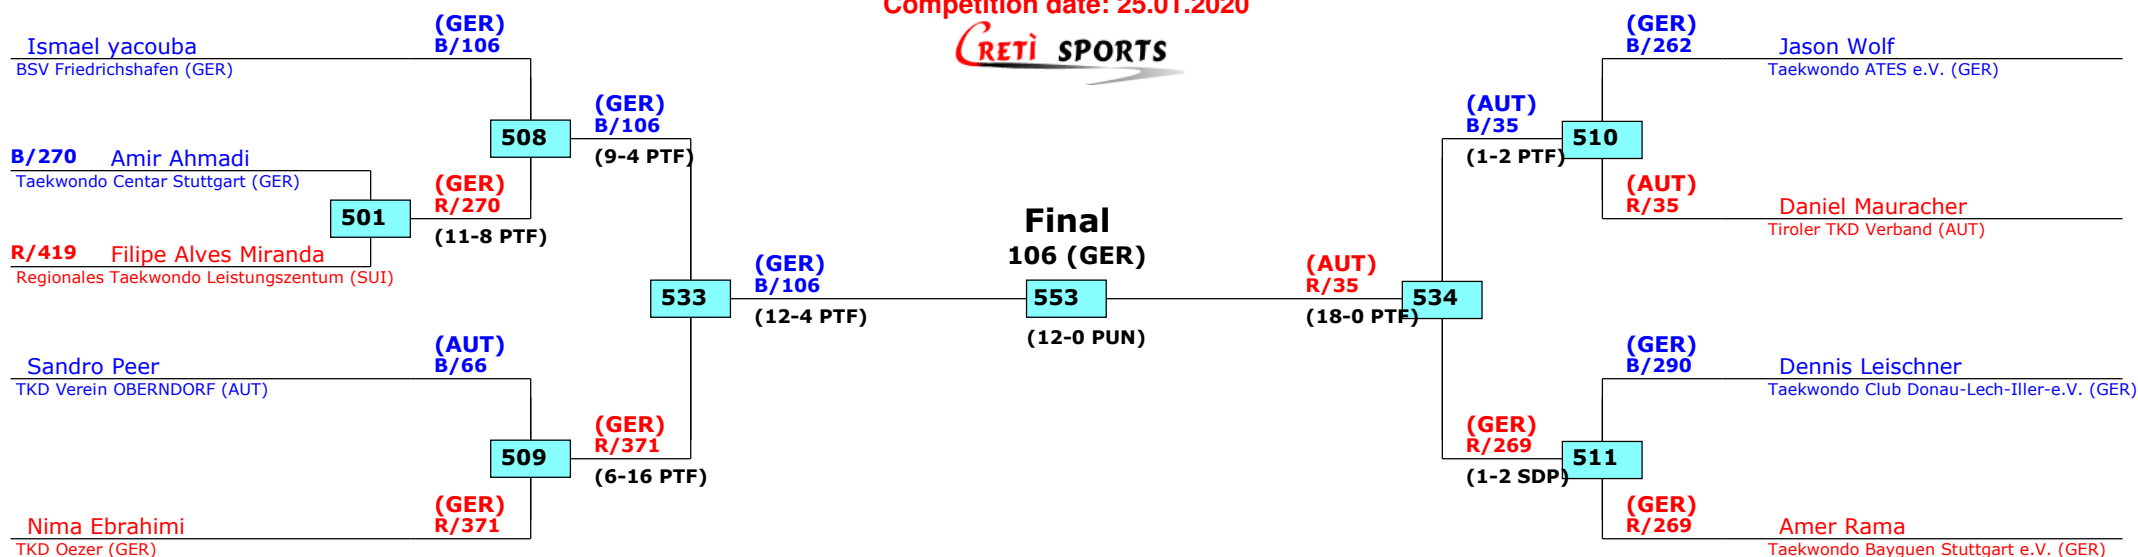 Competition date: 25.01.2020
CRETÌ SPORTS
(GER)
B/106
Ismael yacouba
BSV Friedrichshafen (GER)
B/270 Amir Ahmadi
Taekwondo Centar Stuttgart (GER)
501
R/419 Filipe Alves Miranda
Regionales Taekwondo Leistungszentum (SUI)
508
(GER)
R/270
(11-8 PTF)
(GER)
B/106
(9-4 PTF)
(AUT)
B/66
Sandro Peer
TKD Verein OBERNDORF (AUT)
509
(GER)
R/371
Nima Ebrahimi
TKD Oezer (GER)
(GER)
R/371
(6-16 PTF)
533
(GER)
B/106
(12-4 PTF)
Final
106 (GER)
553
(12-0 PUN)
(AUT)
R/35
(18-0 PTF)
534
(AUT)
B/35
(1-2 PTF)
510
(GER)
B/262
Jason Wolf
Taekwondo ATES e.V. (GER)
(AUT)
R/35
Daniel Mauracher
Tiroler TKD Verband (AUT)
(GER)
R/269
(1-2 SDP)
511
(GER)
B/290
Dennis Leischner
Taekwondo Club Donau-Lech-Iller-e.V. (GER)
(GER)
R/269
Amer Rama
Taekwondo Bayguen Stuttgart e.V. (GER)